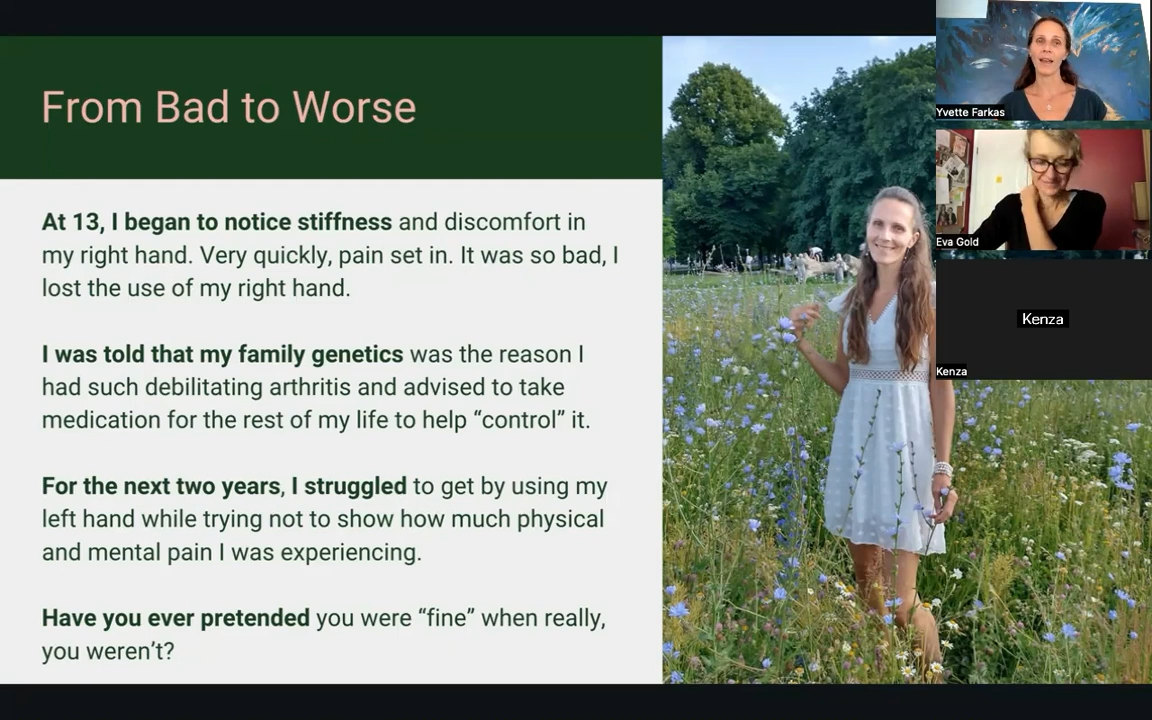 From Bad to Worse
At 13, I began to notice stiffness and discomfort in
my right hand. Very quickly, pain set in. It was so bad, I
lost the use of my right hand.
I was told that my family genetics was the reason I
had such debilitating arthritis and advised to take
medication for the rest of my life to help “control” it.
For the next two years, I struggled to get by using my
left hand while trying not to show how much physical
and mental pain I was experiencing.
Have you ever pretended you were “fine” when really,
you weren’t?
Yvette Farkas
Eva Gold
Kenza
Kenza